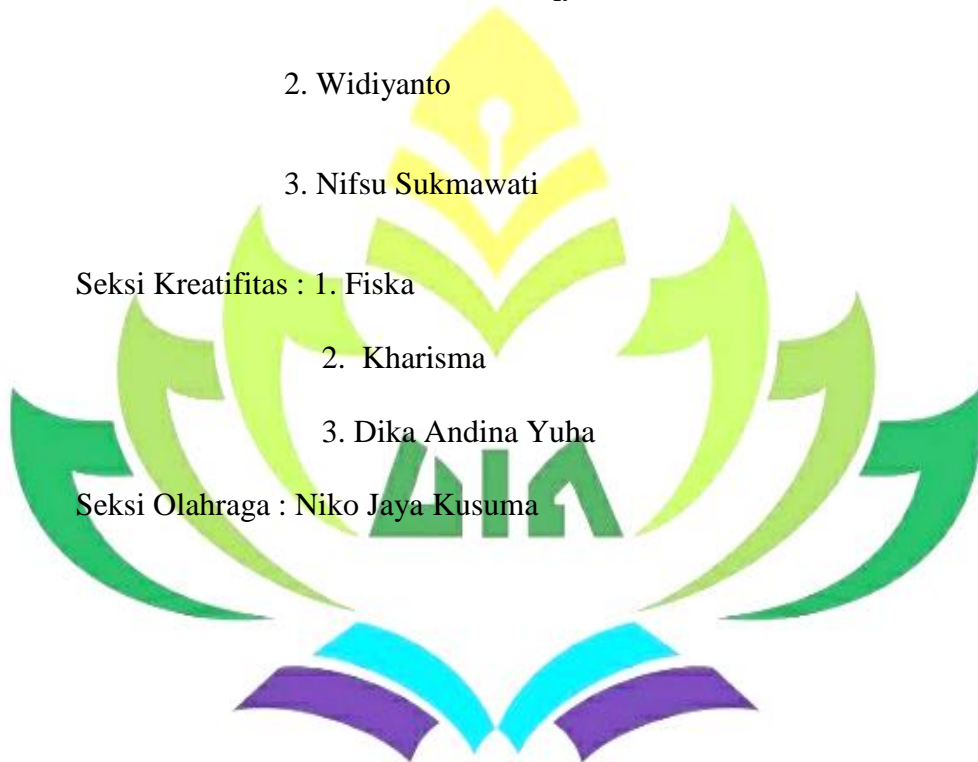 2. Widiyanto
3. Nifsu Sukmawati
Seksi Kreatifitas : 1. Fiska
2. Kharisma
3. Dika Andina Yuha
Seksi Olahraga : Niko Jaya Kusuma
UIN